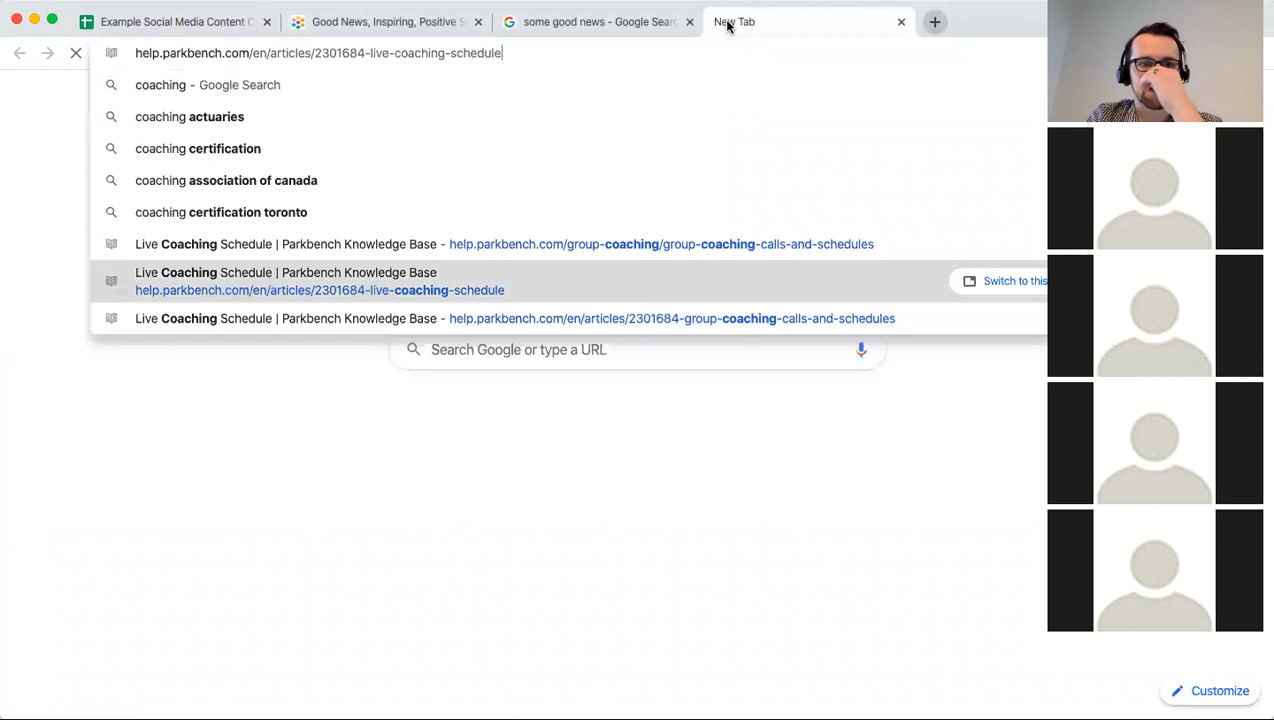 Example Social Media Content C
Good News, Inspiring, Positive S
some good news - Google Sear
New Tab
help.parkbench.com/en/articles/2301684-live-coaching-schedule
coaching - Google Search
coaching actuaries
coaching certification
coaching association of canada
coaching certification toronto
Live Coaching Schedule | Parkbench Knowledge Base - help.parkbench.com/group-coaching/group-coaching-calls-and-schedules
Live Coaching Schedule | Parkbench Knowledge Base
help.parkbench.com/en/articles/2301684-live-coaching-schedule
Switch to this
Live Coaching Schedule | Parkbench Knowledge Base - help.parkbench.com/en/articles/2301684-group-coaching-calls-and-schedules
Search Google or type a URL
Customize